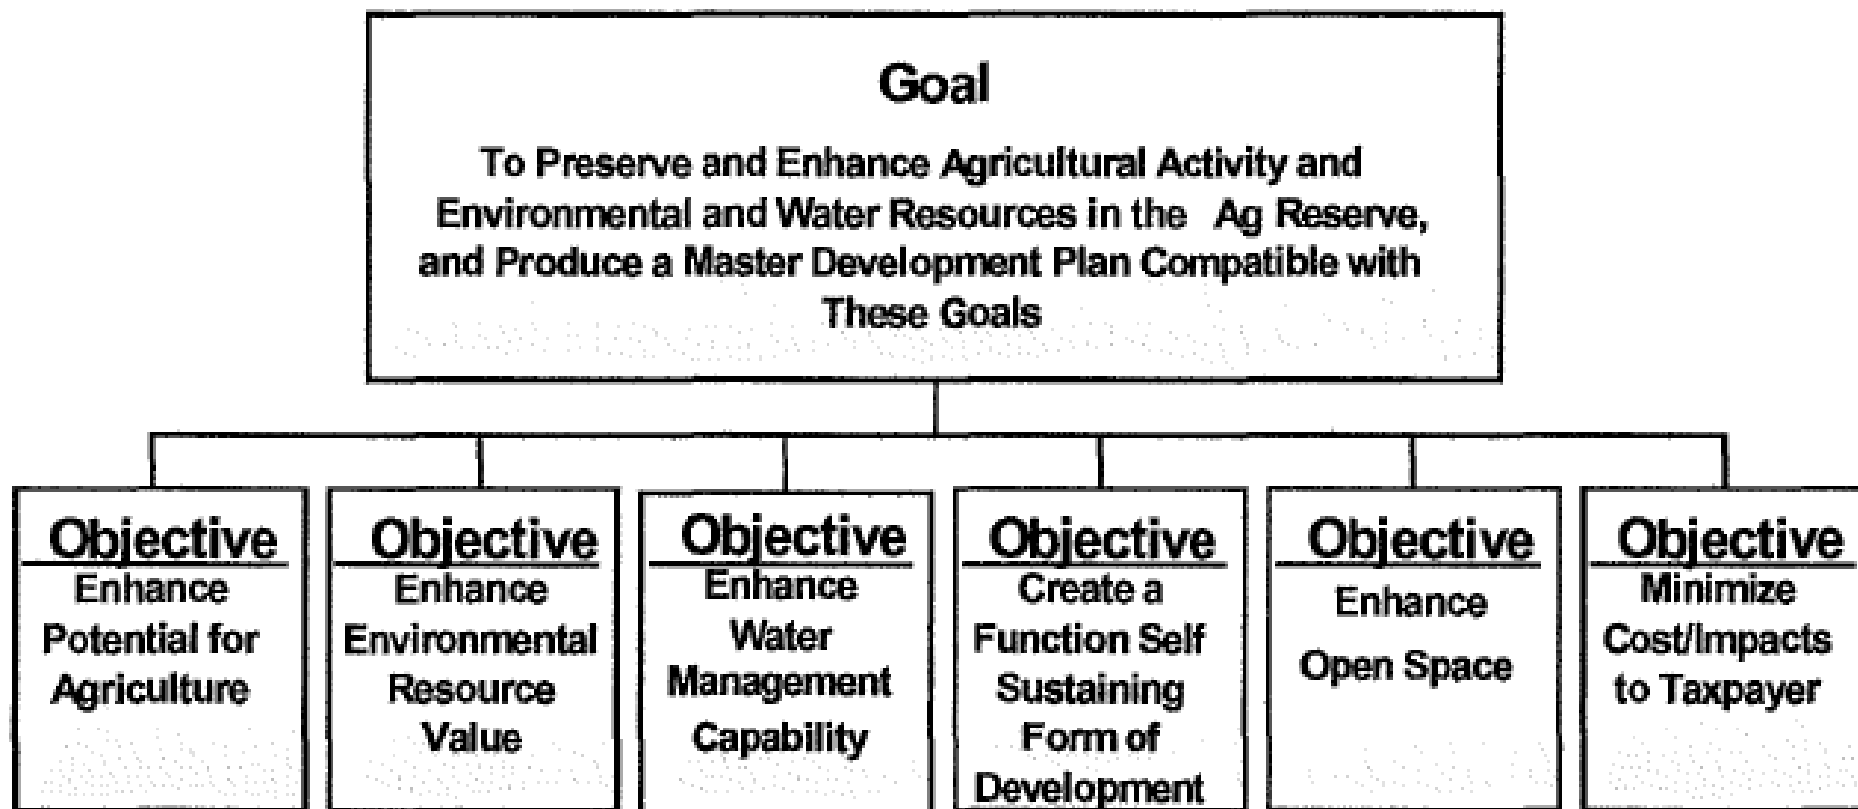 Goal
To Preserve and Enhance Agricultural Activity and
Environmental and Water Resources in the Ag Reserve,
and Produce a Master Development Plan Compatible with
These Goals
Objective
Enhance
Potential for
Agriculture
Objective
Enhance
Environmental
Resource
Value
Objective
Enhance
Water
Management
Capability
Objective
Create a
Function Self
Sustaining
Form of
Development
Objective
Enhance
Open Space
Objective
Minimize
Cost/Impacts
to Taxpayer